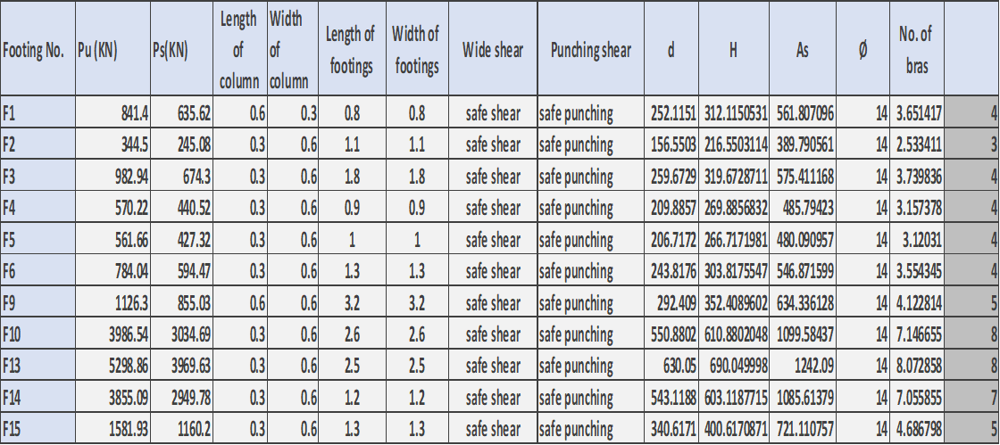 Footing No. Pu (KN) Ps(KN) Length of column Width of column Length of footings Width of footings Wide shear Punching shear d H As Ø No. of bras
F1 841.4 635.62 0.6 0.3 0.8 0.8 safe shear safe punching 252.1151 312.1150531 561.807096 14 3.651417 4
F2 344.5 245.08 0.3 0.6 1.1 1.1 safe shear safe punching 156.5503 216.5503114 389.790561 14 2.533411 3
F3 982.94 674.3 0.3 0.6 1.8 1.8 safe shear safe punching 259.6729 319.6728711 575.411168 14 3.739836 4
F4 570.22 440.52 0.3 0.6 0.9 0.9 safe shear safe punching 209.8857 269.8856832 485.79423 14 3.157378 4
F5 561.66 427.32 0.3 0.6 1 1 safe shear safe punching 206.7172 266.7171981 480.090957 14 3.12031 4
F6 784.04 594.47 0.3 0.6 1.3 1.3 safe shear safe punching 243.8176 303.8175547 546.871599 14 3.554345 4
F9 1126.3 855.03 0.6 0.6 3.2 3.2 safe shear safe punching 292.409 352.4089602 634.336128 14 4.122814 5
F10 3986.54 3034.69 0.3 0.6 2.6 2.6 safe shear safe punching 550.8802 610.8802048 1099.58437 14 7.146655 8
F13 5298.86 3969.63 0.3 0.6 2.5 2.5 safe shear safe punching 630.05 690.049998 1242.09 14 8.072858 8
F14 3855.09 2949.78 0.3 0.6 1.2 1.2 safe shear safe punching 543.1188 603.1187715 1085.61379 14 7.055855 7
F15 1581.93 1160.2 0.3 0.6 1.3 1.3 safe shear safe punching 340.6171 400.6170871 721.110757 14 4.686798 5